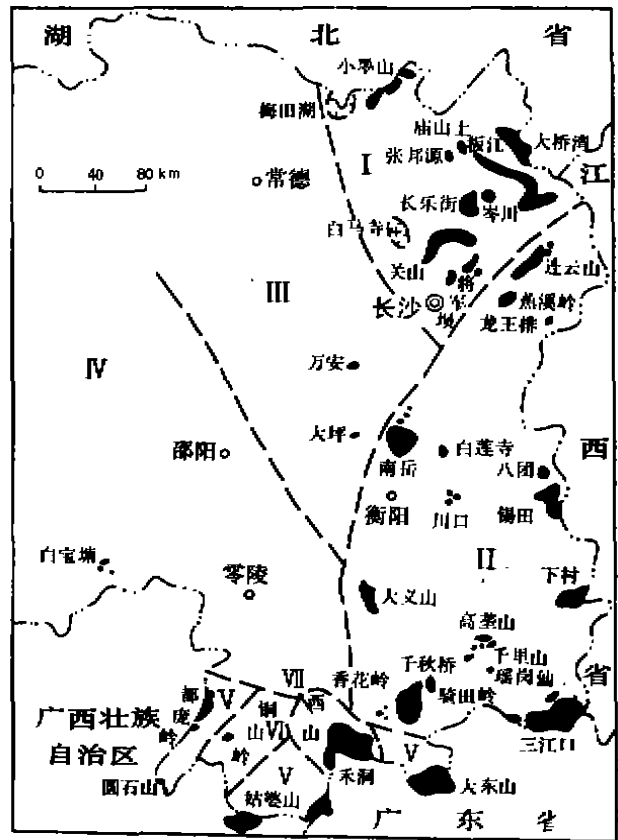 湖 北 省
小墨山
梅田湖
庙山上
板江
大桥湾
张邦源
Ⅰ
江
0 40 80 km
常德
长乐街
岑川
白马寺
关山
连云山
Ⅲ
将军坝
长沙
热溪岭
龙王排
万安
Ⅳ
大坪
白莲寺
西
邵阳
南岳
八团
衡阳
川口
锡田
白宝埔
Ⅱ
零陵
下村
大义山
高垄山
千里山
瑶岗仙
千秋桥
香花岭
骑田岭
省
Ⅶ
西山
都庞岭
Ⅴ
铜山岭
Ⅵ
广西壮族
自治区
三江口
Ⅴ
禾洞
大东山
圆石山
Ⅴ
姑婆山
广 东 省